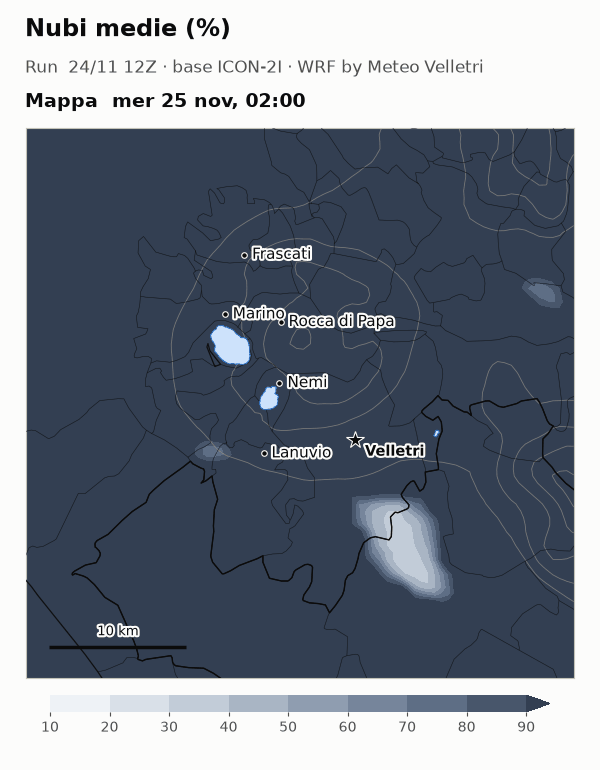 Nubi medie (%)
Run  24/11 12Z · base ICON-2I · WRF by Meteo Velletri
Mappa  mer 25 nov, 02:00
Frascati
Marino
Rocca di Papa
Nemi
Velletri
Lanuvio
10 km
10 20 30 40 50 60 70 80 90